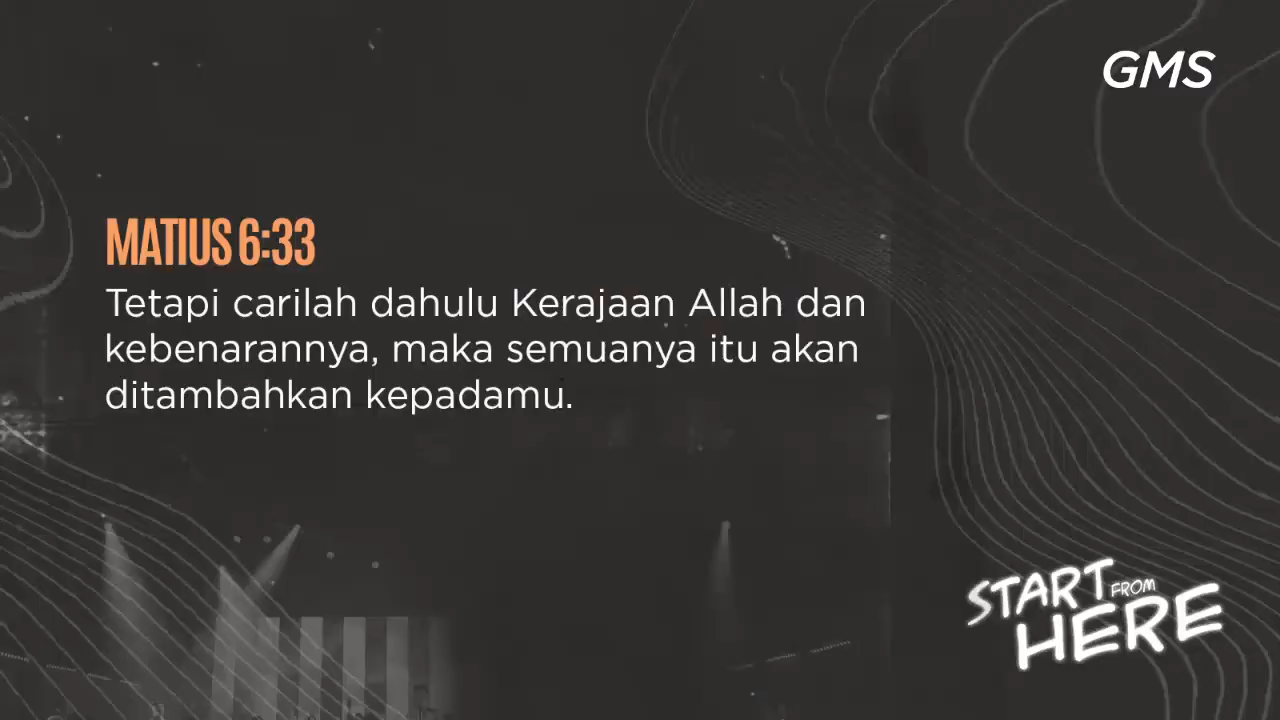 GMS
MATIUS 6:33
Tetapi carilah dahulu Kerajaan Allah dan
kebenarannya, maka semuanya itu akan
ditambahkan kepadamu.
START FROM
HERE